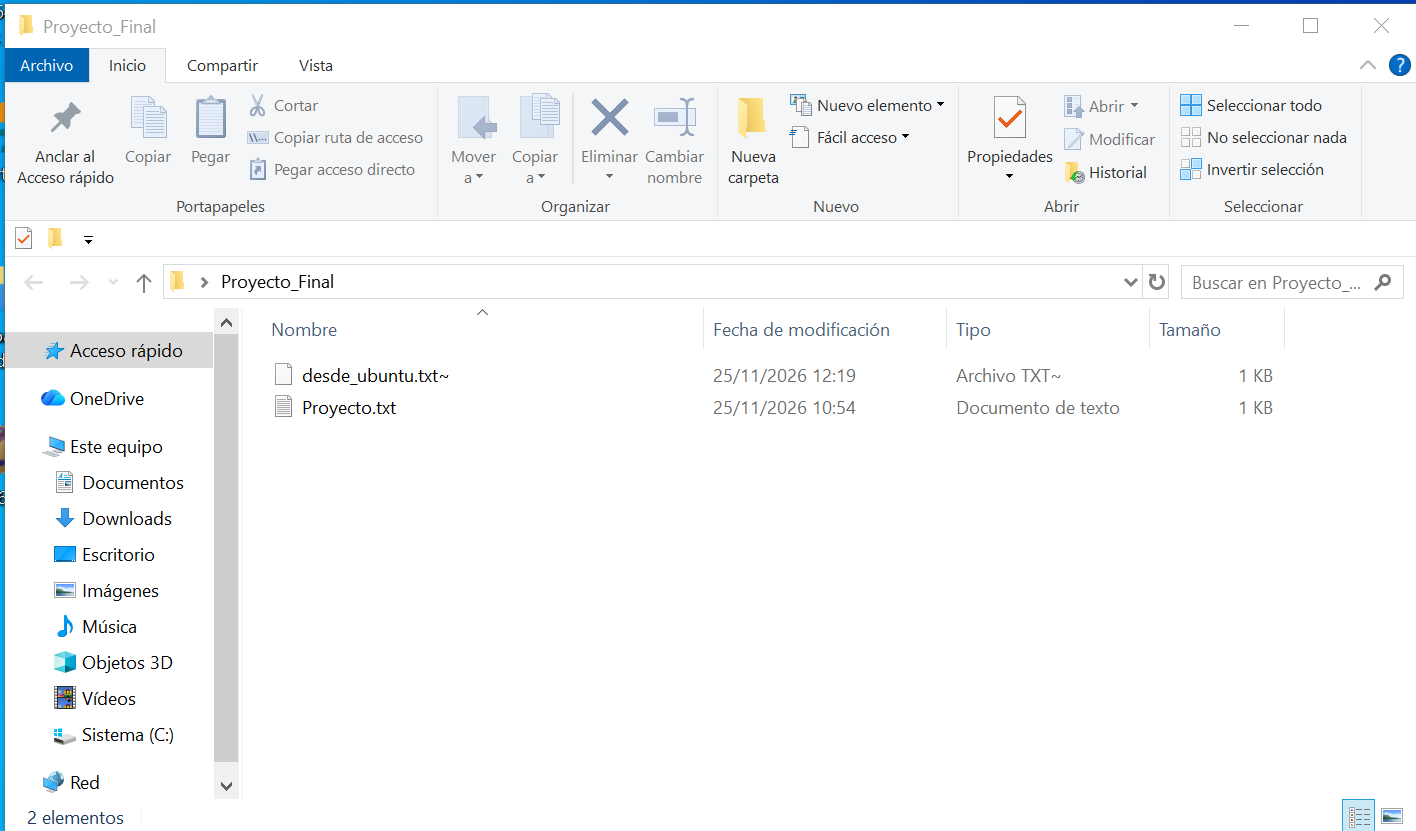 Proyecto_Final
Archivo Inicio Compartir Vista
Anclar al Acceso rápido
Copiar
Pegar
Cortar
Copiar ruta de acceso
Pegar acceso directo
Portapapeles
Mover a
Copiar a
Eliminar
Cambiar nombre
Organizar
Nueva carpeta
Nuevo elemento
Fácil acceso
Nuevo
Propiedades
Abrir
Modificar
Historial
Abrir
Seleccionar todo
No seleccionar nada
Invertir selección
Seleccionar
Proyecto_Final
Buscar en Proyecto_...
Acceso rápido
OneDrive
Este equipo
Documentos
Downloads
Escritorio
Imágenes
Música
Objetos 3D
Vídeos
Sistema (C:)
Red
Nombre Fecha de modificación Tipo Tamaño
desde_ubuntu.txt~ 25/11/2026 12:19 Archivo TXT~ 1 KB
Proyecto.txt 25/11/2026 10:54 Documento de texto 1 KB
2 elementos